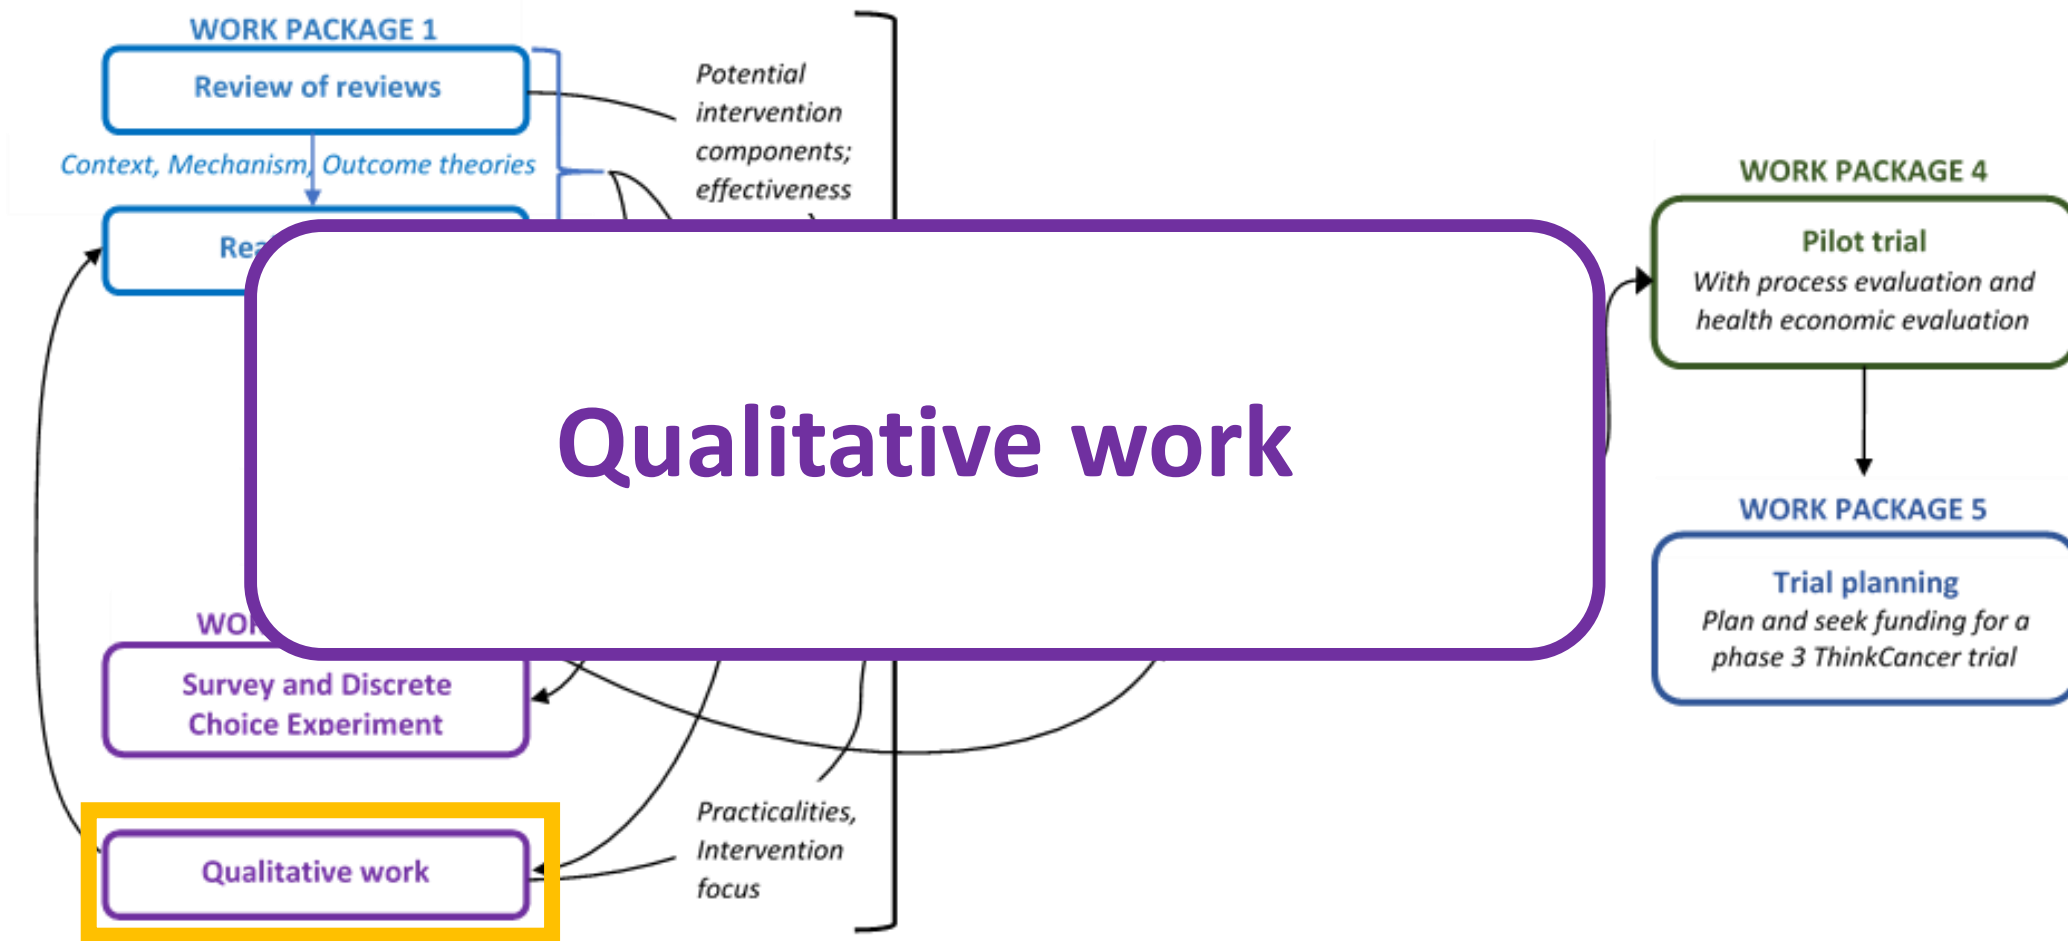 WORK PACKAGE 1
Review of reviews
Context, Mechanism, Outcome theories
Potential
intervention
components;
effectiveness
Qualitative work
Survey and Discrete
Choice Experiment
Qualitative work
Practicalities,
Intervention
focus
WORK PACKAGE 4
Pilot trial
With process evaluation and
health economic evaluation
WORK PACKAGE 5
Trial planning
Plan and seek funding for a
phase 3 ThinkCancer trial